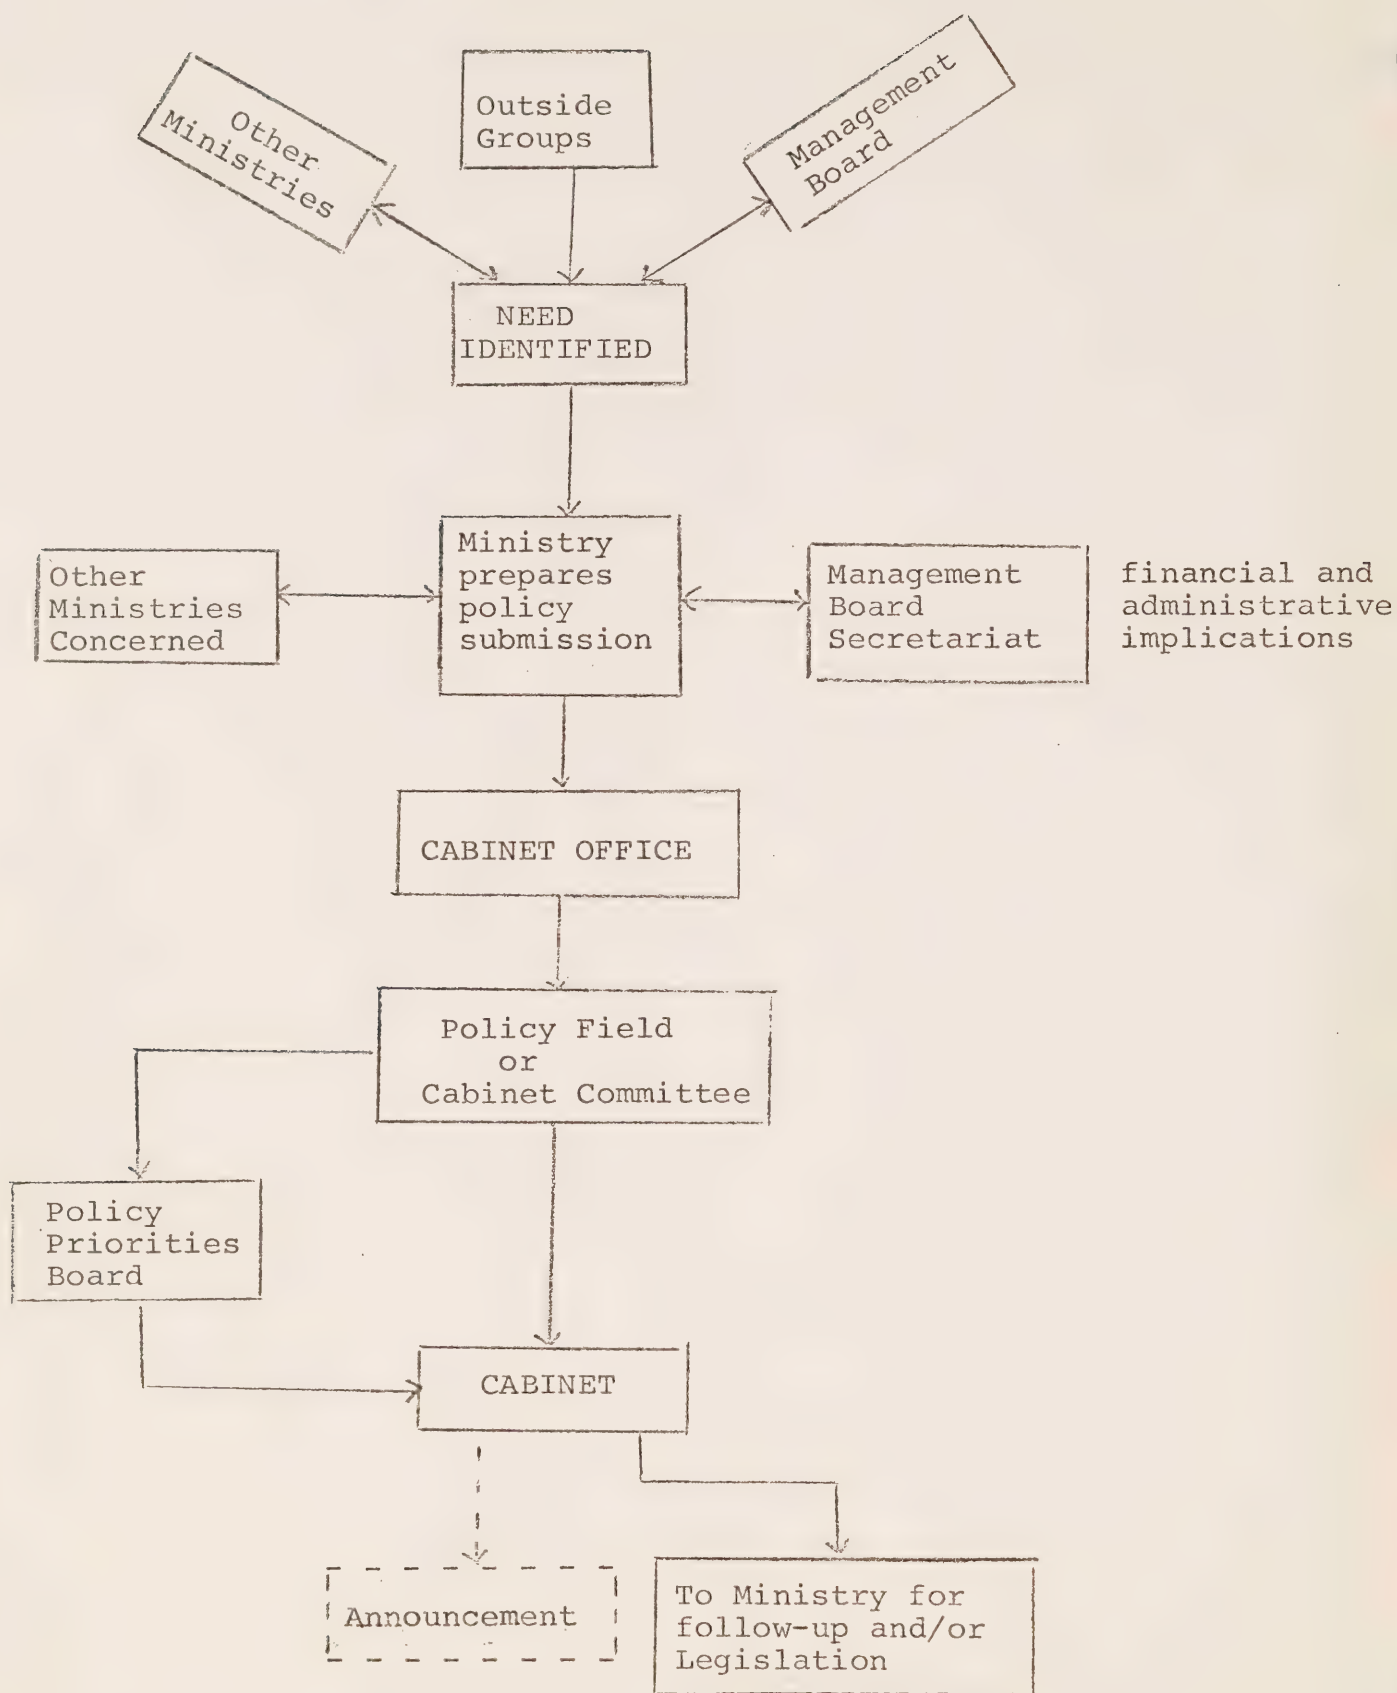 Other
Ministries
Outside
Groups
Management
Board
NEED
IDENTIFIED
Other
Ministries
Concerned
Ministry
prepares
policy
submission
Management
Board
Secretariat
financial and
administrative
implications
CABINET OFFICE
Policy Field
or
Cabinet Committee
Policy
Priorities
Board
CABINET
Announcement
To Ministry for
follow-up and/or
Legislation